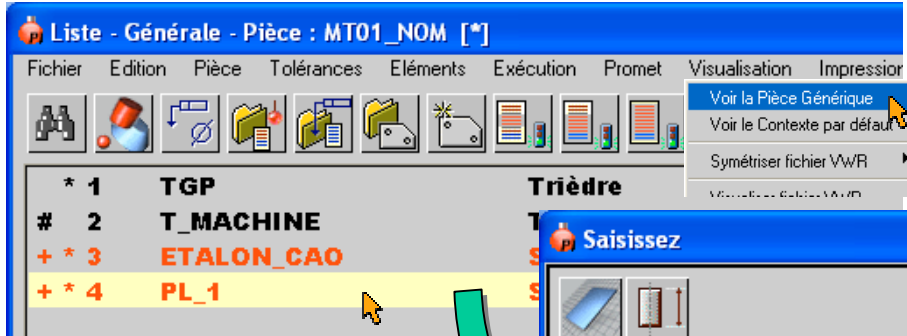 Liste - Générale - Pièce : MT01_NOM [*]
Fichier Edition Pièce Tolérances Eléments Exécution Promet Visualisation Impression
Voir la Pièce Générique
Voir le Contexte par défaut
Symétriser fichier VWR
* 1 TGP Trièdre
# 2 T_MACHINE T
+ * 3 ETALON_CAO S
+ * 4 PL_1 S
Saisissez